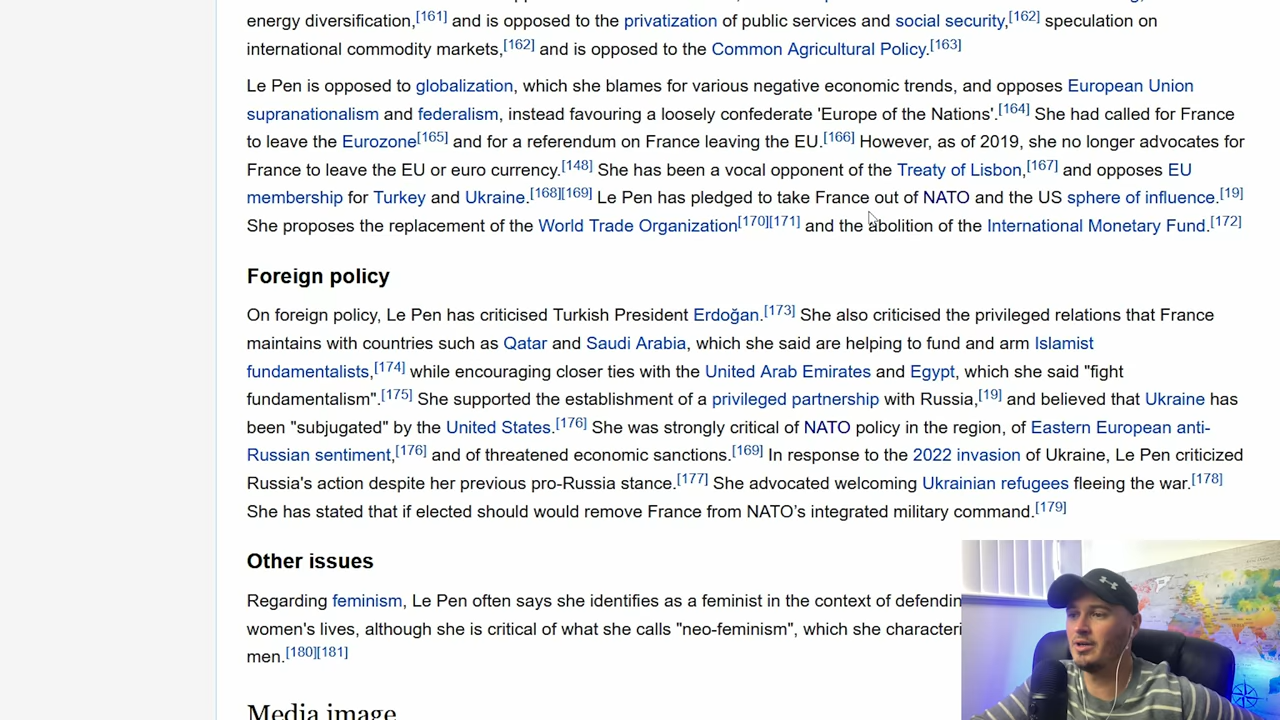 energy diversification,[161] and is opposed to the privatization of public services and social security,[162] speculation on
international commodity markets,[162] and is opposed to the Common Agricultural Policy.[163]
Le Pen is opposed to globalization, which she blames for various negative economic trends, and opposes European Union
supranationalism and federalism, instead favouring a loosely confederate 'Europe of the Nations'.[164] She had called for France
to leave the Eurozone[165] and for a referendum on France leaving the EU.[166] However, as of 2019, she no longer advocates for
France to leave the EU or euro currency.[148] She has been a vocal opponent of the Treaty of Lisbon,[167] and opposes EU
membership for Turkey and Ukraine.[168][169] Le Pen has pledged to take France out of NATO and the US sphere of influence.[19]
She proposes the replacement of the World Trade Organization[170][171] and the abolition of the International Monetary Fund.[172]
Foreign policy
On foreign policy, Le Pen has criticised Turkish President Erdoğan.[173] She also criticised the privileged relations that France
maintains with countries such as Qatar and Saudi Arabia, which she said are helping to fund and arm Islamist
fundamentalists,[174] while encouraging closer ties with the United Arab Emirates and Egypt, which she said "fight
fundamentalism".[175] She supported the establishment of a privileged partnership with Russia,[19] and believed that Ukraine has
been "subjugated" by the United States.[176] She was strongly critical of NATO policy in the region, of Eastern European anti-
Russian sentiment,[176] and of threatened economic sanctions.[169] In response to the 2022 invasion of Ukraine, Le Pen criticized
Russia's action despite her previous pro-Russia stance.[177] She advocated welcoming Ukrainian refugees fleeing the war.[178]
She has stated that if elected should would remove France from NATO's integrated military command.[179]
Other issues
Regarding feminism, Le Pen often says she identifies as a feminist in the context of defendin
women's lives, although she is critical of what she calls "neo-feminism", which she characteri
men.[180][181]
Media image